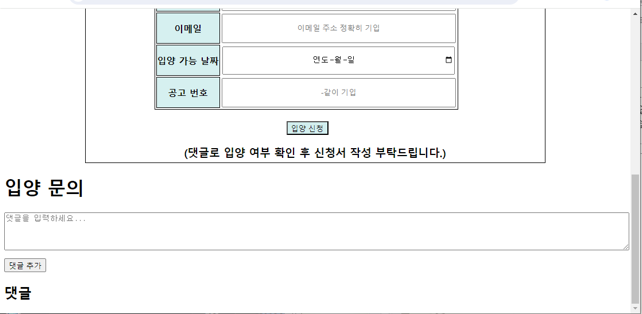 이메일
이메일 주소 정확히 기입
입양 가능 날짜
연도-월-일
공고 번호
-같이 기입
입양 신청
(댓글로 입양 여부 확인 후 신청서 작성 부탁드립니다.)
입양 문의
댓글을 입력하세요...
댓글 추가
댓글